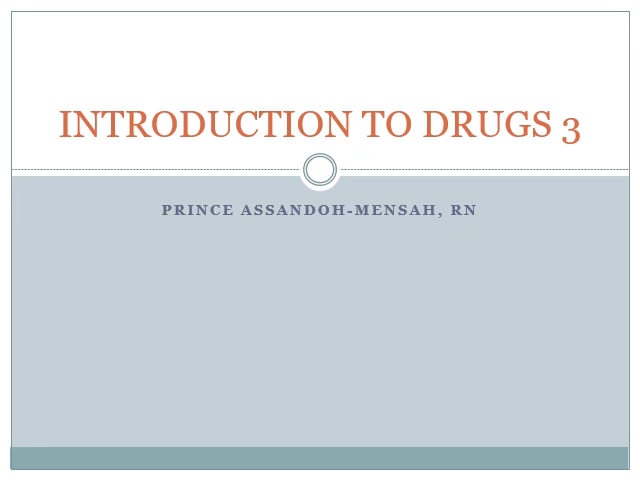 INTRODUCTION TO DRUGS 3
PRINCE ASSANDOH-MENSAH, RN